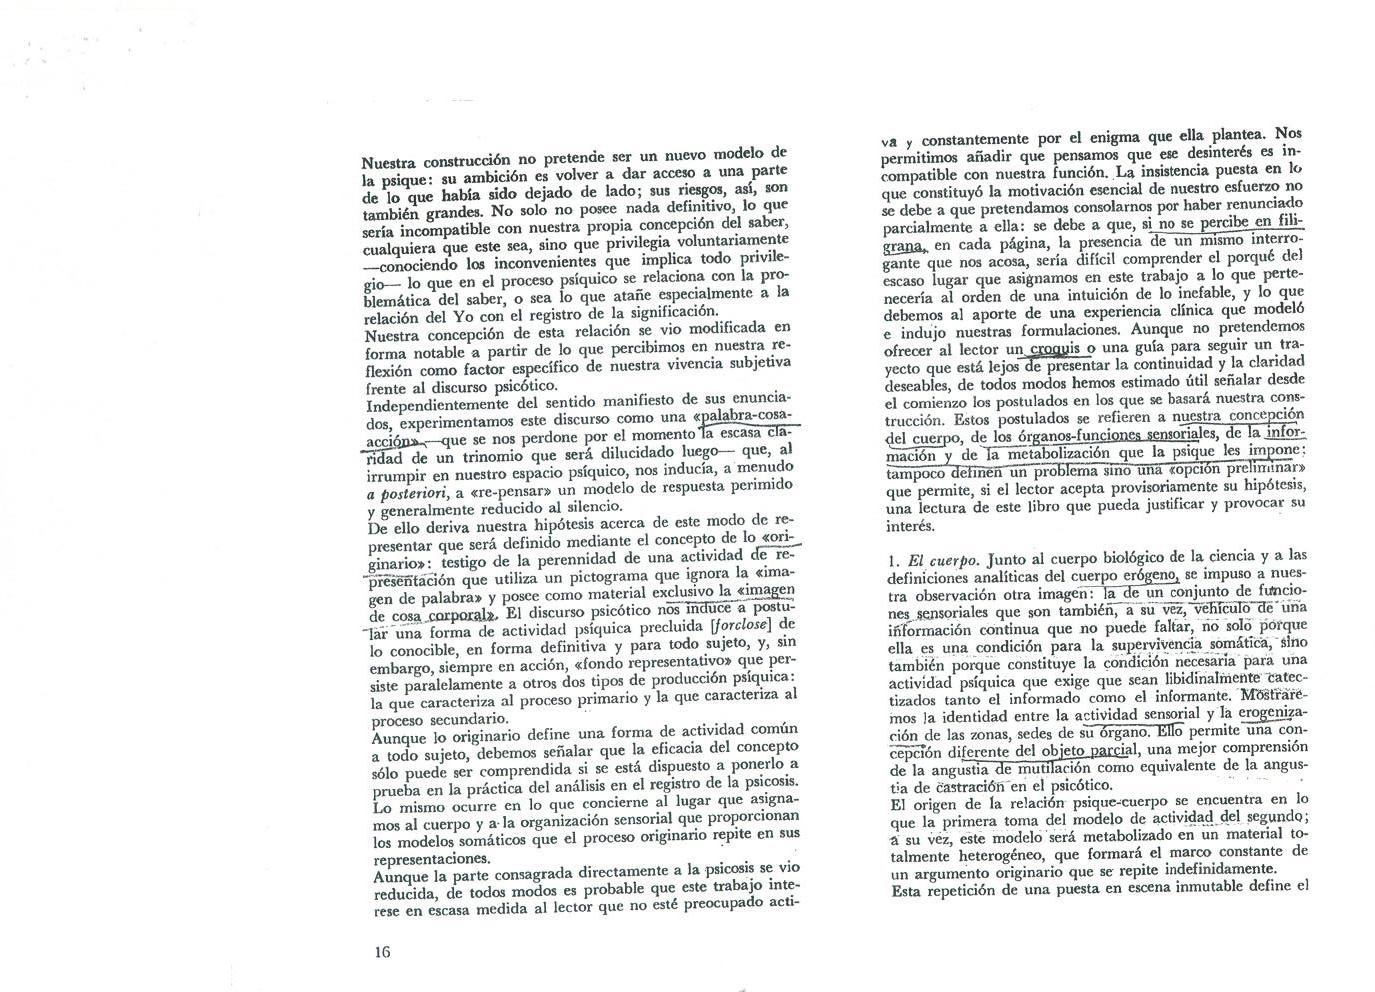 Nuestra construcción no pretende ser un nuevo modelo de
la psique: su ambición es volver a dar acceso a una parte
de lo que había sido dejado de lado; sus riesgos, así, son
también grandes. No solo no posee nada definitivo, lo que
sería incompatible con nuestra propia concepción del saber,
cualquiera que este sea, sino que privilegia voluntariamente
—conociendo los inconvenientes que implica todo privile-
gio— lo que en el proceso psíquico se relaciona con la pro-
blemática del saber, o sea lo que atañe especialmente a la
relación del Yo con el registro de la significación.
Nuestra concepción de esta relación se vio modificada en
forma notable a partir de lo que percibimos en nuestra re-
flexión como factor específico de nuestra vivencia subjetiva
frente al discurso psicótico.
Independientemente del sentido manifiesto de sus enuncia-
dos, experimentamos este discurso como una «palabra-cosa-
acción» —que se nos perdone por el momento la escasa cla-
ridad de un trinomio que será dilucidado luego— que, al
irrumpir en nuestro espacio psíquico, nos inducía, a menudo
a posteriori, a «re-pensar» un modelo de respuesta perimido
y generalmente reducido al silencio.
De ello deriva nuestra hipótesis acerca de este modo de re-
presentar que será definido mediante el concepto de lo «ori-
ginario»: testigo de la perennidad de una actividad de re-
presentación que utiliza un pictograma que ignora la «ima-
gen de palabra» y posee como material exclusivo la «imagen
de cosa corporal». El discurso psicótico nos induce a postu-
lar una forma de actividad psíquica precluida [forclose] de
lo conocible, en forma definitiva y para todo sujeto, y, sin
embargo, siempre en acción, «fondo representativo» que per-
siste paralelamente a otros dos tipos de producción psíquica:
la que caracteriza al proceso primario y la que caracteriza al
proceso secundario.
Aunque lo originario define una forma de actividad común
a todo sujeto, debemos señalar que la eficacia del concepto
sólo puede ser comprendida si se está dispuesto a ponerlo a
prueba en la práctica del análisis en el registro de la psicosis.
Lo mismo ocurre en lo que concierne al lugar que asigna-
mos al cuerpo y a la organización sensorial que proporcionan
los modelos somáticos que el proceso originario repite en sus
representaciones.
Aunque la parte consagrada directamente a la psicosis se vio
reducida, de todos modos es probable que este trabajo inte-
rese en escasa medida al lector que no esté preocupado acti-
16
va y constantemente por el enigma que ella plantea. Nos
permitimos añadir que pensamos que ese desinterés es in-
compatible con nuestra función. La insistencia puesta en lo
que constituyó la motivación esencial de nuestro esfuerzo no
se debe a que pretendamos consolarnos por haber renunciado
parcialmente a ella: se debe a que, si no se percibe en fili-
grana, en cada página, la presencia de un mismo interro-
gante que nos acosa, sería difícil comprender el porqué del
escaso lugar que asignamos en este trabajo a lo que perte-
necería al orden de una intuición de lo inefable, y lo que
debemos al aporte de una experiencia clínica que modeló
e indujo nuestras formulaciones. Aunque no pretendemos
ofrecer al lector un croquis o una guía para seguir un tra-
yecto que está lejos de presentar la continuidad y la claridad
deseables, de todos modos hemos estimado útil señalar desde
el comienzo los postulados en los que se basará nuestra cons-
trucción. Estos postulados se refieren a nuestra concepción
del cuerpo, de los órganos-funciones sensoriales, de la infor-
mación y de la metabolización que la psique les impone;
tampoco definen un problema sino una «opción preliminar»
que permite, si el lector acepta provisoriamente su hipótesis,
una lectura de este libro que pueda justificar y provocar su
interés.
1. El cuerpo. Junto al cuerpo biológico de la ciencia y a las
definiciones analíticas del cuerpo erógeno, se impuso a nues-
tra observación otra imagen: la de un conjunto de funcio-
nes sensoriales que son también, a su vez, vehículo de una
información continua que no puede faltar, no solo porque
ella es una condición para la supervivencia somática, sino
también porque constituye la condición necesaria para una
actividad psíquica que exige que sean libidinalmente catec-
tizados tanto el informado como el informante. Mostrare-
mos la identidad entre la actividad sensorial y la erogeniza-
ción de las zonas, sedes de su órgano. Ello permite una con-
cepción diferente del objeto parcial, una mejor comprensión
de la angustia de mutilación como equivalente de la angus-
tia de castración en el psicótico.
El origen de la relación psique-cuerpo se encuentra en lo
que la primera toma del modelo de actividad del segundo;
a su vez, este modelo será metabolizado en un material to-
talmente heterogéneo, que formará el marco constante de
un argumento originario que se repite indefinidamente.
Esta repetición de una puesta en escena inmutable define el